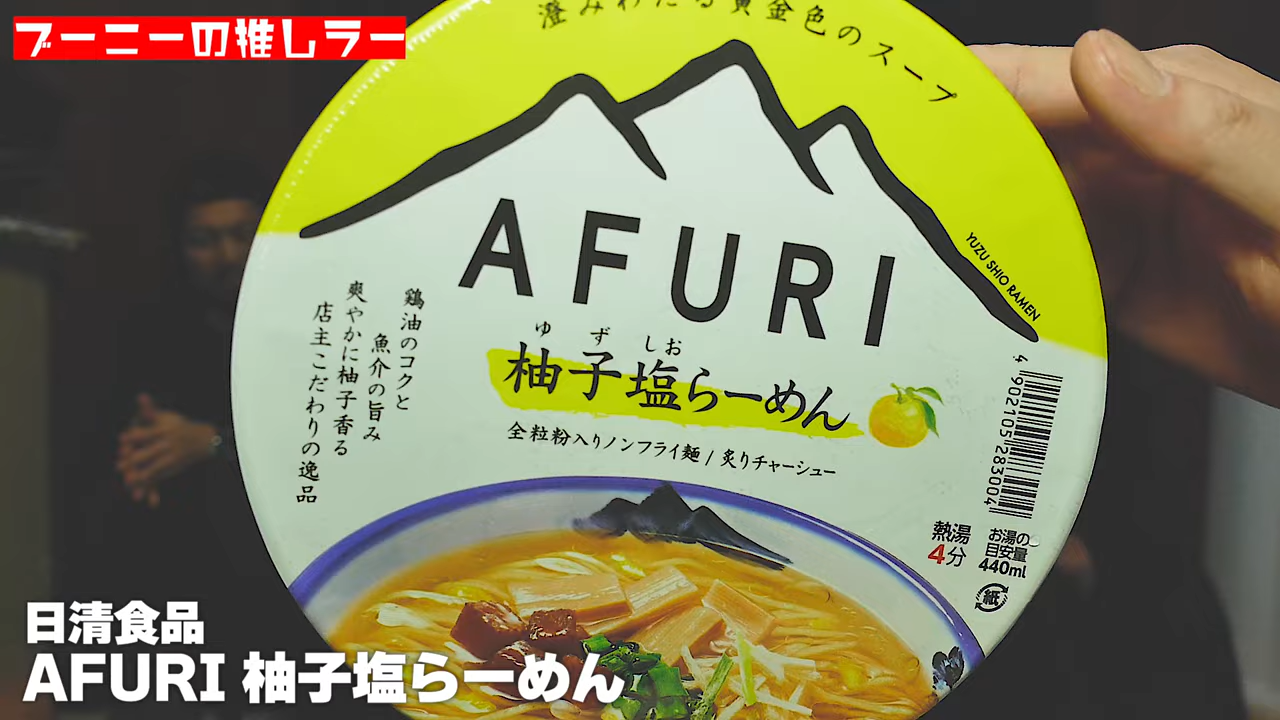 ブーニーの推しラー
澄みわたる黄金色のスープ
AFURI
YUZU SHIO RAMEN
ゆずしお
柚子塩らーめん
全粒粉入りノンフライ麺 / 炙りチャーシュー
鶏油のコクと
魚介の旨み
爽やかに柚子香る
店主こだわりの逸品
4 902105 283004
熱湯
4分
お湯の
目安量
440ml
紙
日清食品
AFURI 柚子塩らーめん